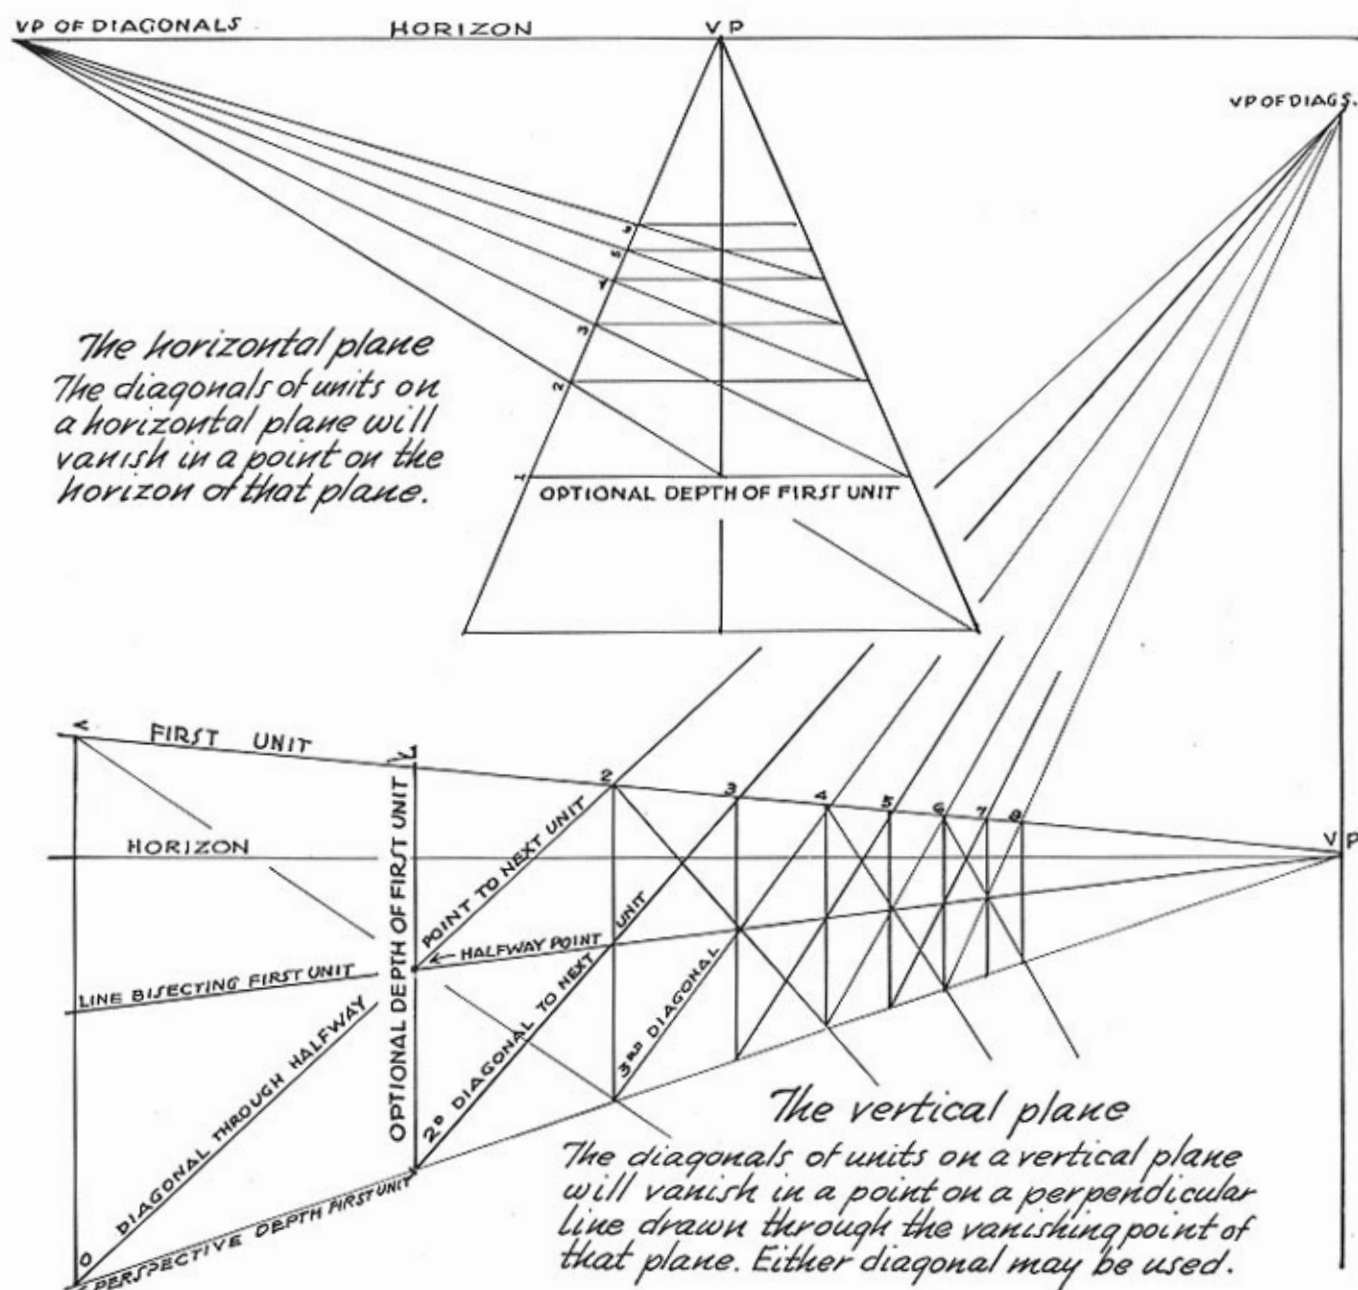 VP OF DIAGONALS
HORIZON
VP
VP OF DIAGS.
The horizontal plane
The diagonals of units on
a horizontal plane will
vanish in a point on the
horizon of that plane.
5
4
3
2
1
OPTIONAL DEPTH OF FIRST UNIT
FIRST UNIT
1
2
3
4
5
6
7
8
HORIZON
VP
OPTIONAL DEPTH OF FIRST UNIT
POINT TO NEXT UNIT
HALFWAY POINT
LINE BISECTING FIRST UNIT
DIAGONAL THROUGH HALFWAY
2D DIAGONAL TO NEXT UNIT
3RD DIAGONAL
0
PERSPECTIVE DEPTH FIRST UNIT
The vertical plane
The diagonals of units on a vertical plane
will vanish in a point on a perpendicular
line drawn through the vanishing point of
that plane. Either diagonal may be used.